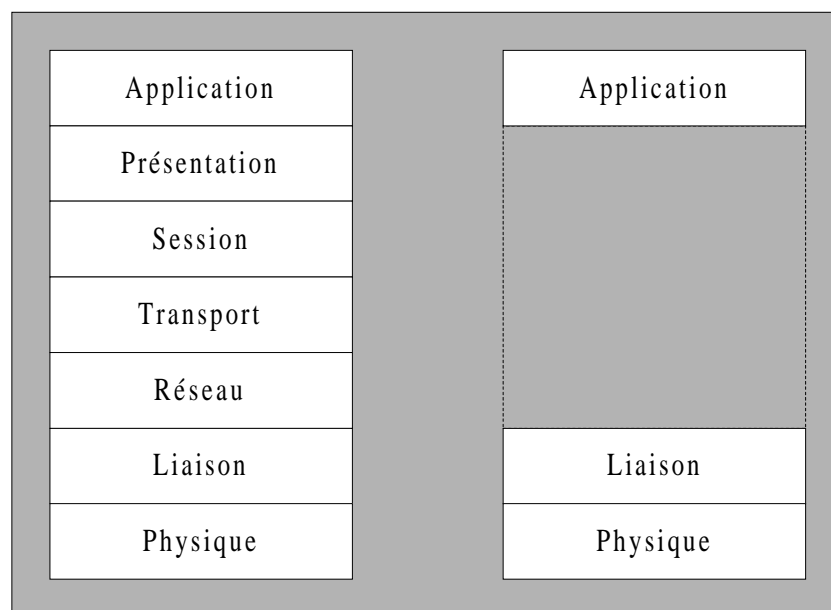 Application
Présentation
Session
Transport
Réseau
Liaison
Physique
Application
Liaison
Physique